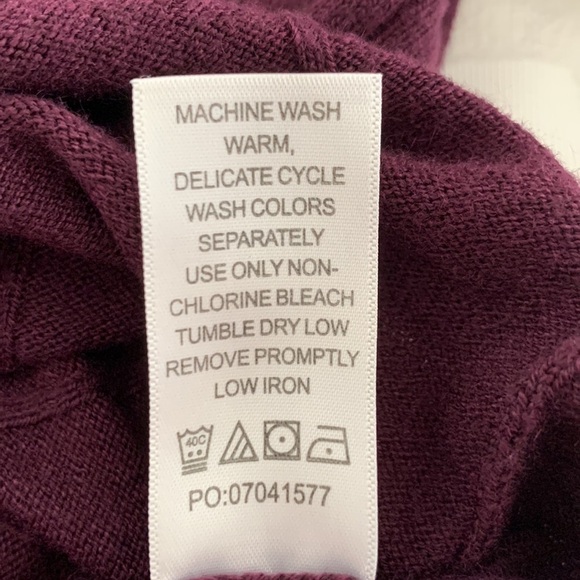 MACHINE WASH
WARM,
DELICATE CYCLE
WASH COLORS
SEPARATELY
USE ONLY NON-
CHLORINE BLEACH
TUMBLE DRY LOW
REMOVE PROMPTLY
LOW IRON
40C
PO:07041577